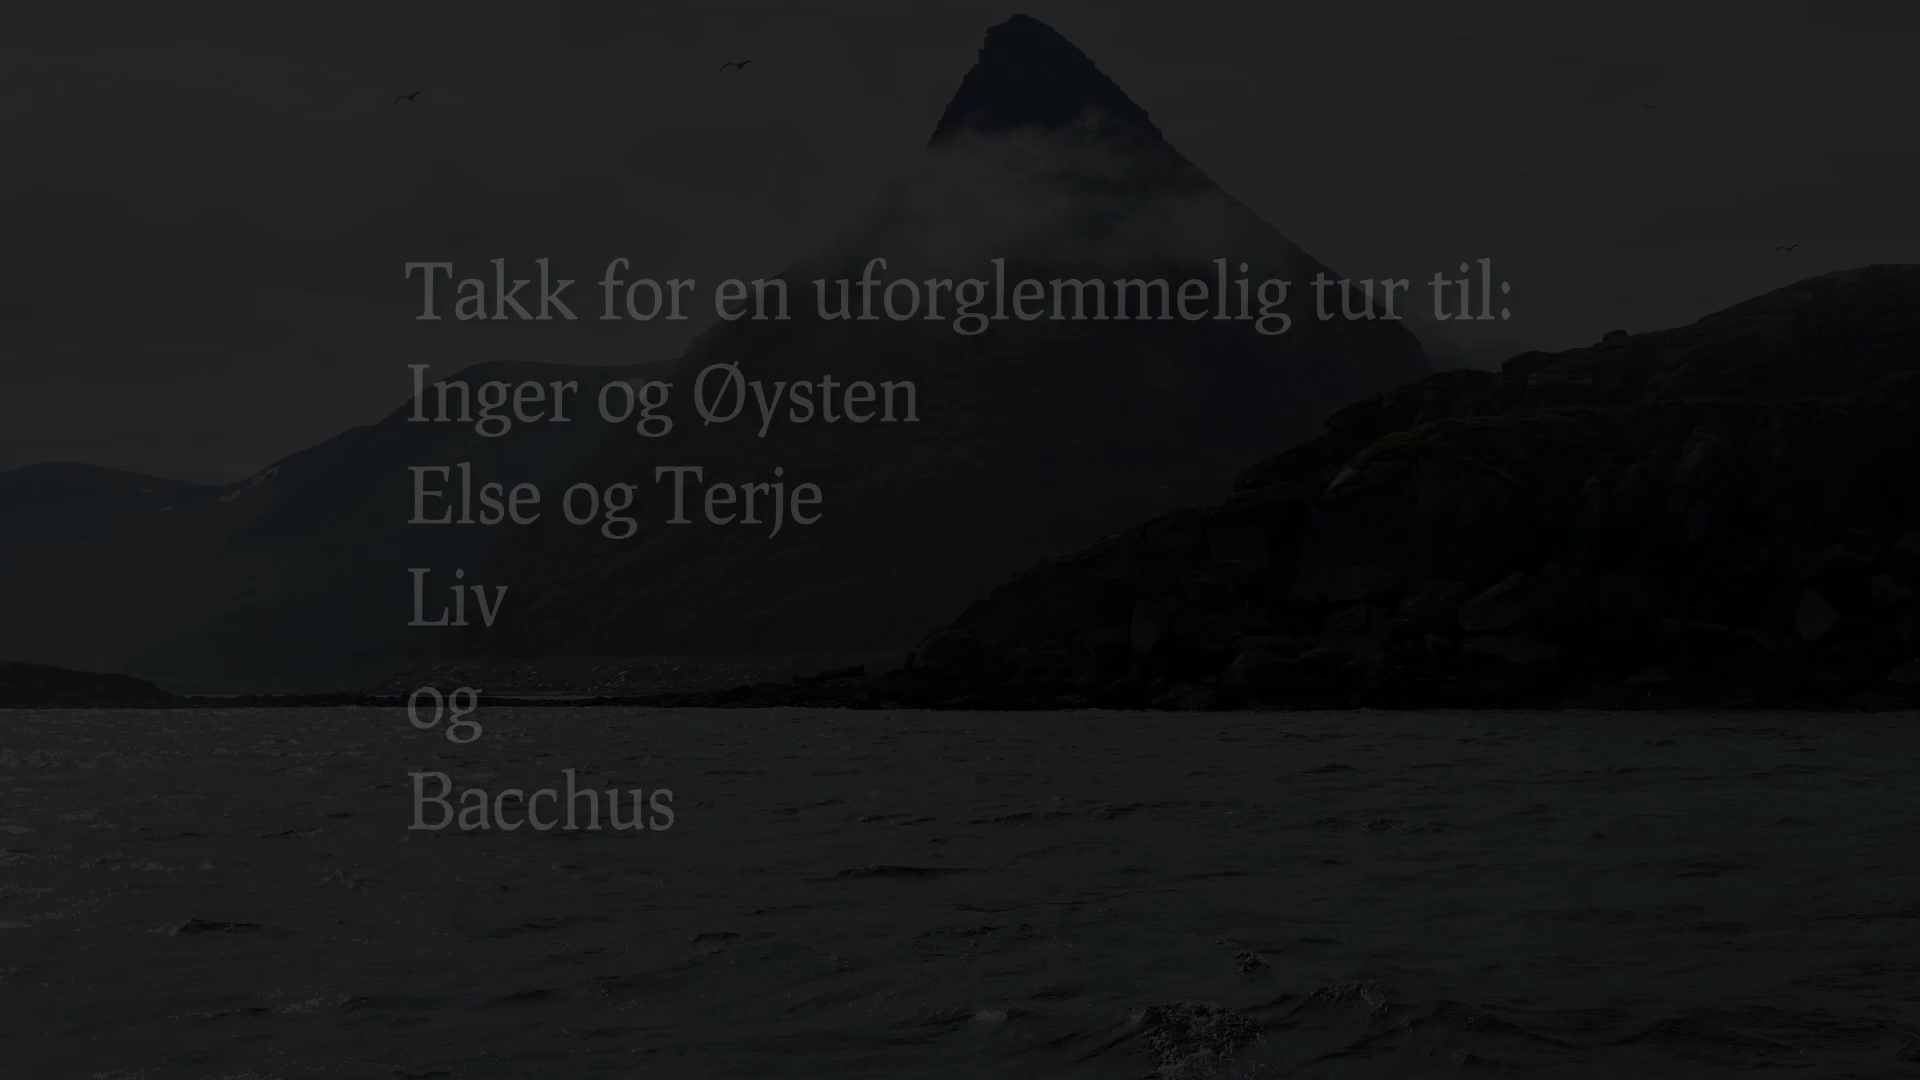 Takk for en uforglemmelig tur til:
Inger og Øysten
Else og Terje
Liv
og
Bacchus